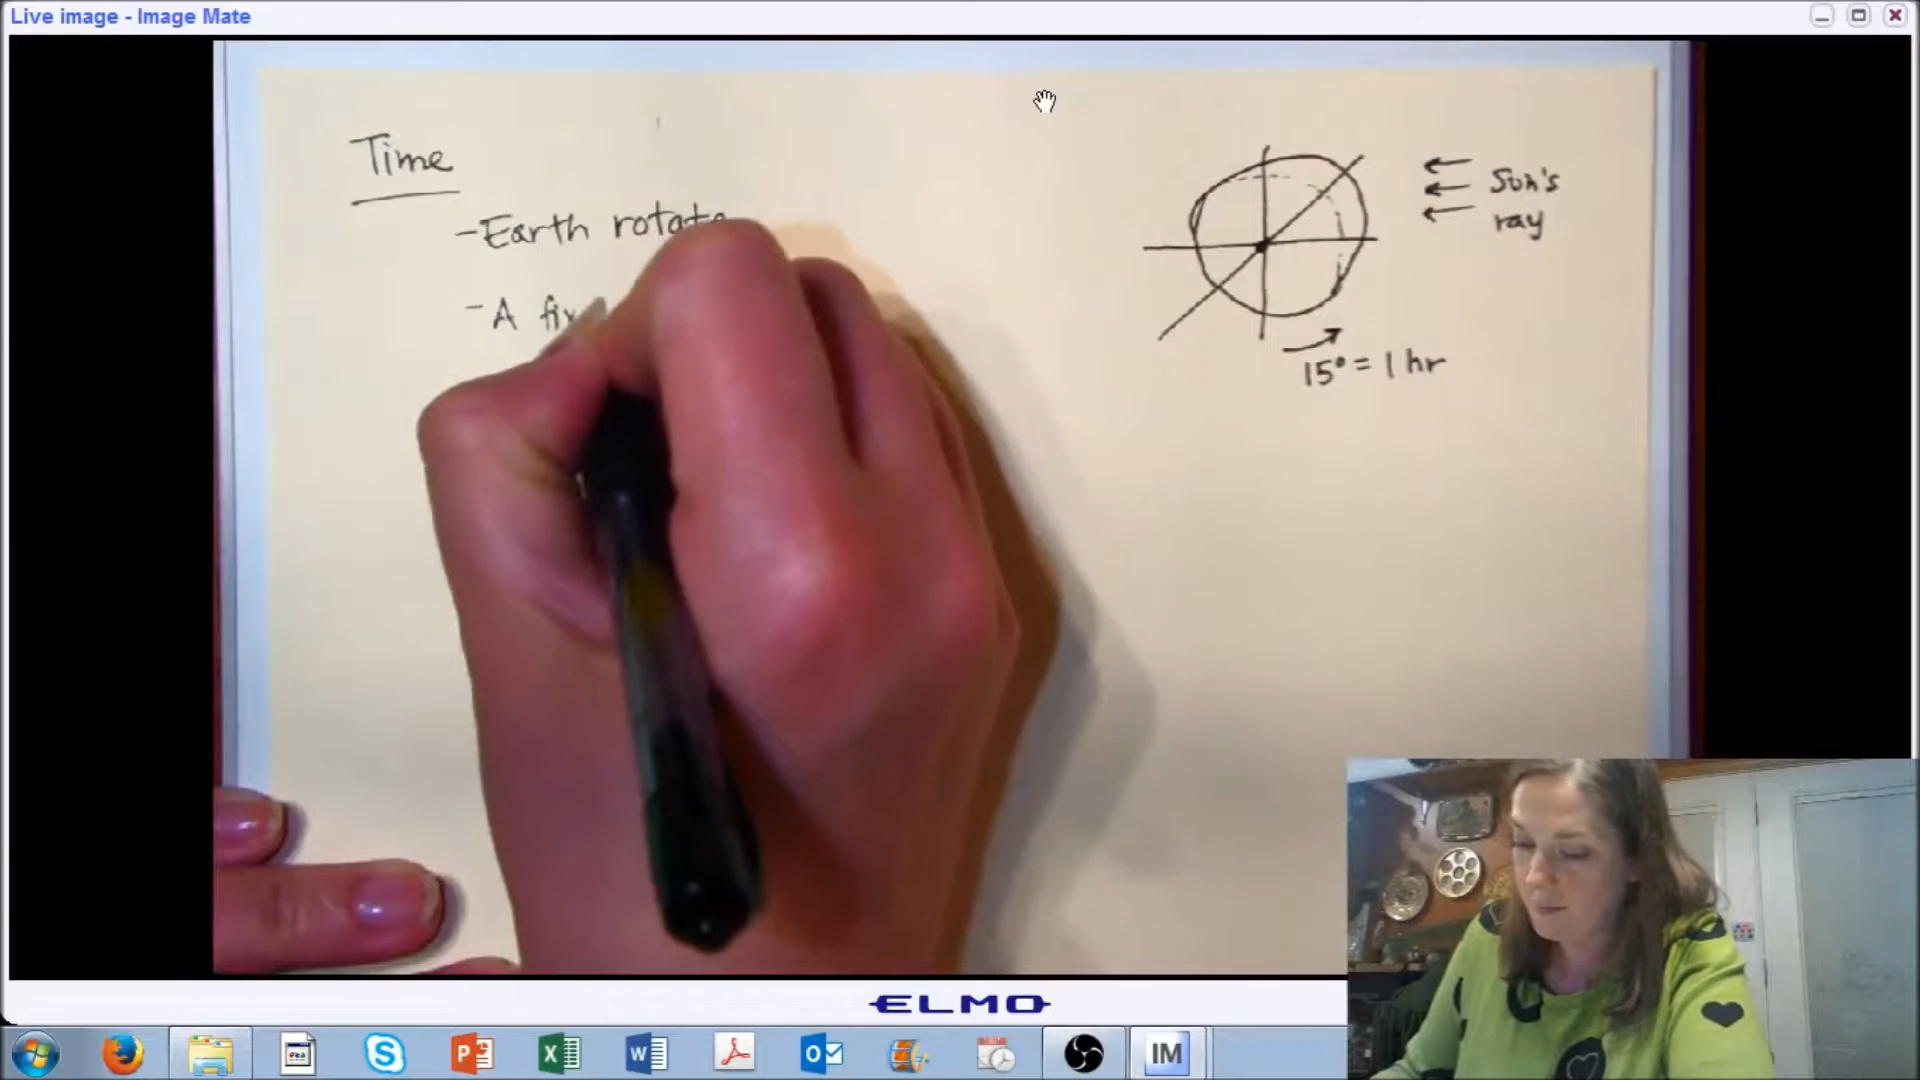 Live image - Image Mate
Time
-Earth rotate
-A fix
Sun's
ray
15° = 1 hr
ELMO
IM